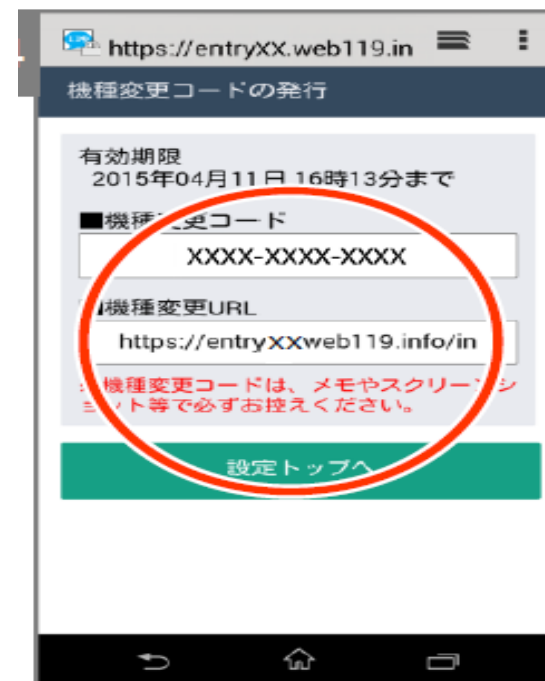 https://entryXX.web119.in
機種変更コードの発行
有効期限
2015年04月11日 16時13分まで
■機種変更コード
XXXX-XXXX-XXXX
■機種変更URL
https://entryxxweb119.info/in
※機種変更コードは、メモやスクリーンシ
ョット等で必ずお控えください。
設定トップへ